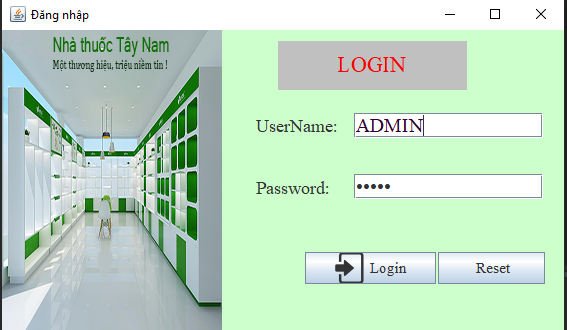 Đăng nhập
Nhà thuốc Tây Nam
Một thương hiệu, triệu niềm tin !
LOGIN
UserName: ADMIN
Password: •••••
Login Reset